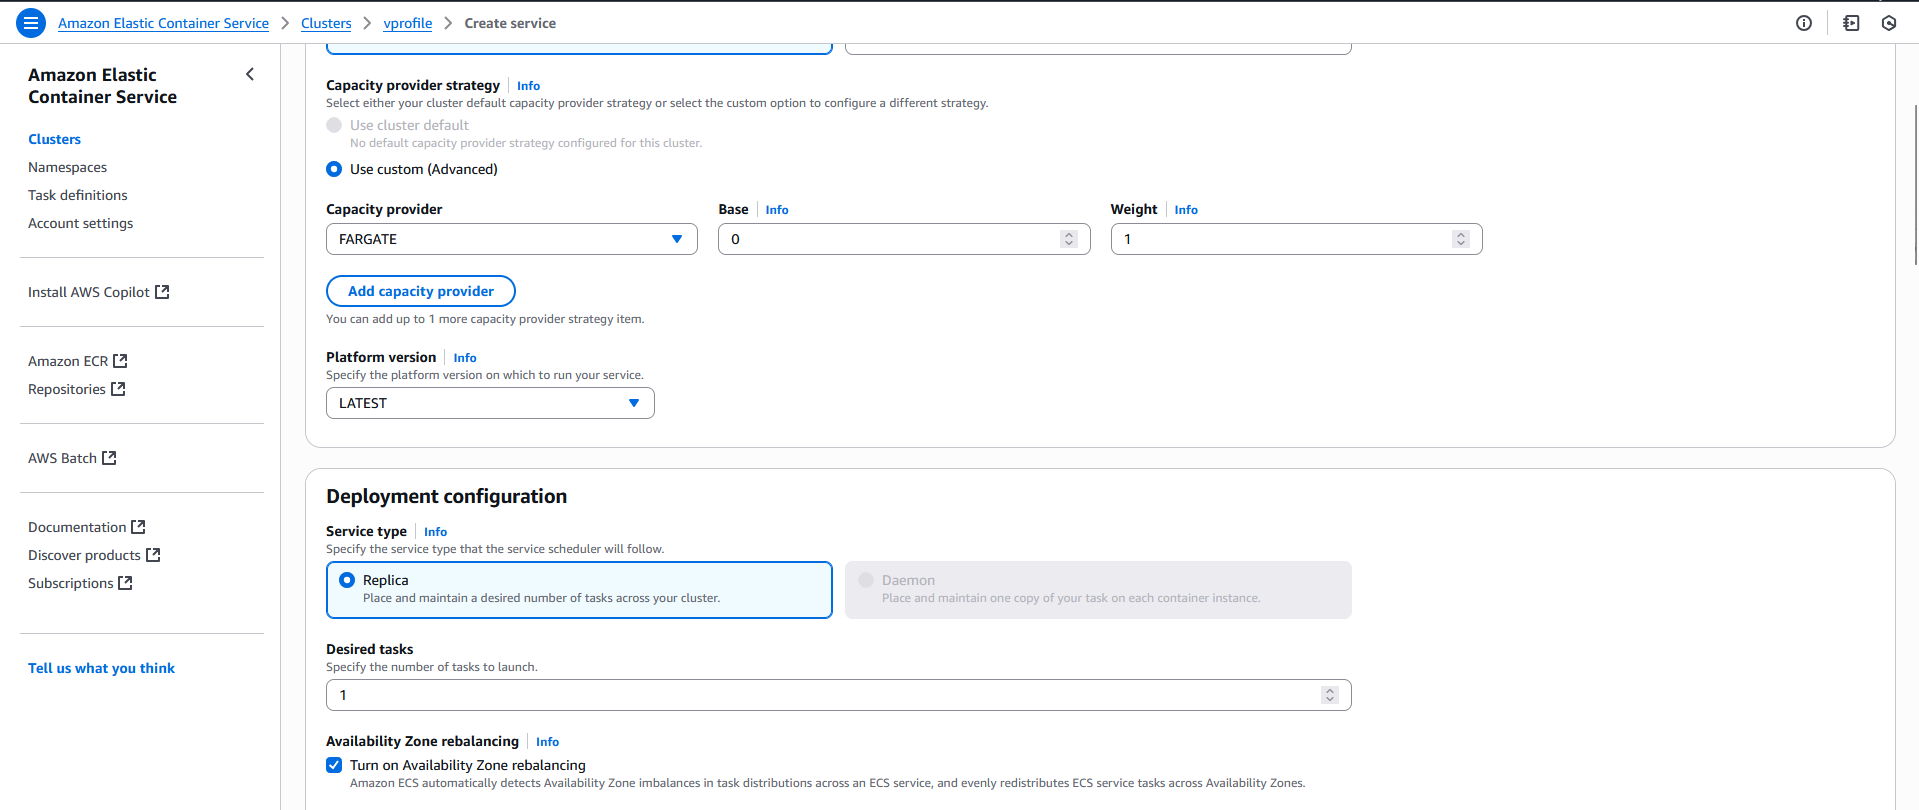 Amazon Elastic Container Service > Clusters > vprofile > Create service
Amazon Elastic
Container Service
Clusters
Namespaces
Task definitions
Account settings
Install AWS Copilot
Amazon ECR
Repositories
AWS Batch
Documentation
Discover products
Subscriptions
Tell us what you think
Capacity provider strategy | Info
Select either your cluster default capacity provider strategy or select the custom option to configure a different strategy.
Use cluster default
No default capacity provider strategy configured for this cluster.
Use custom (Advanced)
Capacity provider Base | Info Weight | Info
FARGATE 0 1
Add capacity provider
You can add up to 1 more capacity provider strategy item.
Platform version | Info
Specify the platform version on which to run your service.
LATEST
Deployment configuration
Service type | Info
Specify the service type that the service scheduler will follow.
Replica
Place and maintain a desired number of tasks across your cluster.
Daemon
Place and maintain one copy of your task on each container instance.
Desired tasks
Specify the number of tasks to launch.
1
Availability Zone rebalancing | Info
Turn on Availability Zone rebalancing
Amazon ECS automatically detects Availability Zone imbalances in task distributions across an ECS service, and evenly redistributes ECS service tasks across Availability Zones.